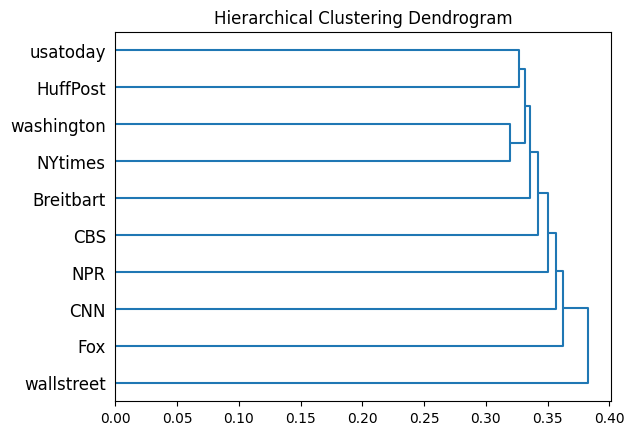 Hierarchical Clustering Dendrogram
usatoday
HuffPost
washington
NYtimes
Breitbart
CBS
NPR
CNN
Fox
wallstreet
0.00 0.05 0.10 0.15 0.20 0.25 0.30 0.35 0.40